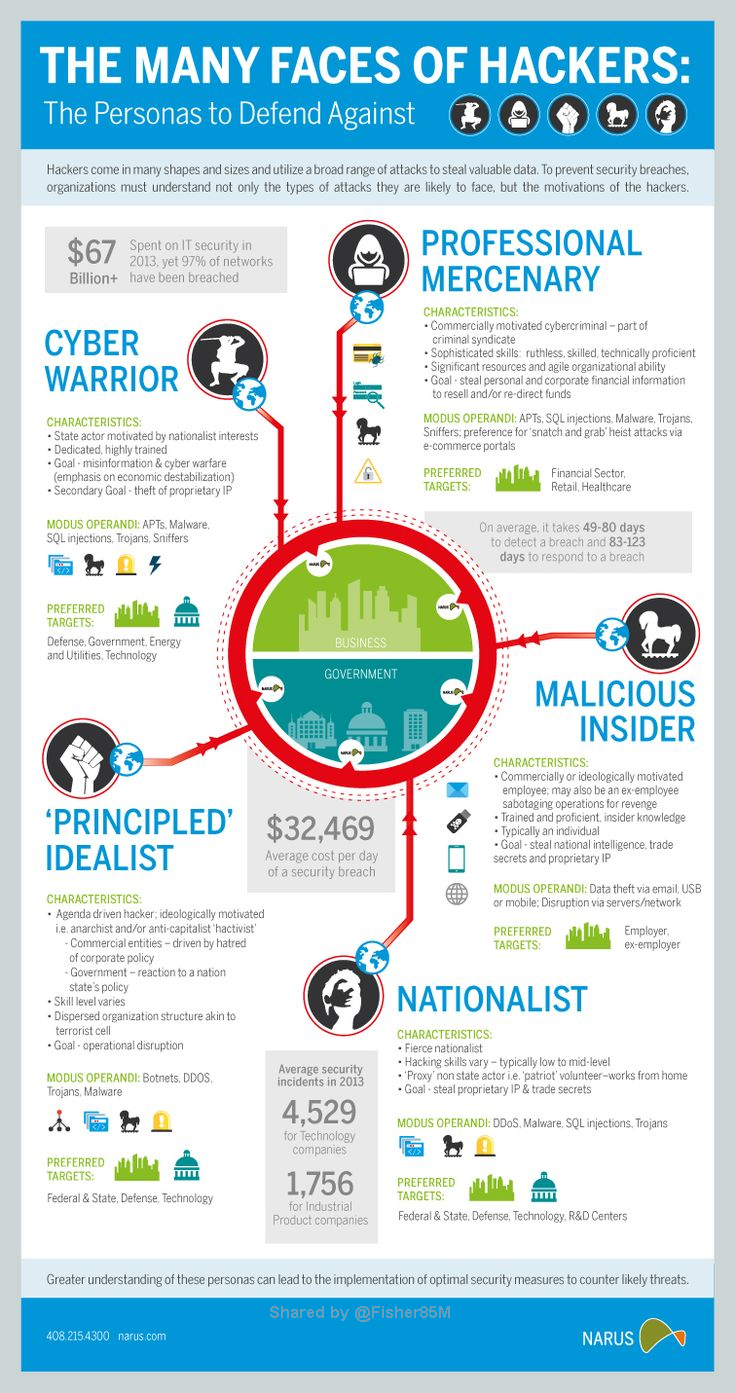 THE MANY FACES OF HACKERS:
The Personas to Defend Against
Hackers come in many shapes and sizes and utilize a broad range of attacks to steal valuable data. To prevent security breaches,
organizations must understand not only the types of attacks they are likely to face, but the motivations of the hackers.
$67
Billion+
Spent on IT security in
2013, yet 97% of networks
have been breached
PROFESSIONAL
MERCENARY
CHARACTERISTICS:
• Commercially motivated cybercriminal – part of
criminal syndicate
• Sophisticated skills: ruthless, skilled, technically proficient
• Significant resources and agile organizational ability
• Goal - steal personal and corporate financial information
to resell and/or re-direct funds
MODUS OPERANDI: APTs, SQL injections, Malware, Trojans,
Sniffers; preference for ‘snatch and grab’ heist attacks via
e-commerce portals
PREFERRED
TARGETS:
Financial Sector,
Retail, Healthcare
CYBER
WARRIOR
CHARACTERISTICS:
• State actor motivated by nationalist interests
• Dedicated, highly trained
• Goal - misinformation & cyber warfare
(emphasis on economic destabilization)
• Secondary Goal - theft of proprietary IP
MODUS OPERANDI: APTs, Malware,
SQL injections, Trojans, Sniffers
PREFERRED
TARGETS:
Defense, Government, Energy
and Utilities, Technology
On average, it takes 49-80 days
to detect a breach and 83-123
days to respond to a breach
NARUS
NARUS
BUSINESS
GOVERNMENT
NARUS
NARUS
NARUS
MALICIOUS
INSIDER
CHARACTERISTICS:
• Commercially or ideologically motivated
employee; may also be an ex-employee
sabotaging operations for revenge
• Trained and proficient, insider knowledge
• Typically an individual
• Goal - steal national intelligence, trade
secrets and proprietary IP
MODUS OPERANDI: Data theft via email, USB
or mobile; Disruption via servers/network
PREFERRED
TARGETS:
Employer,
ex-employer
‘PRINCIPLED’
IDEALIST
CHARACTERISTICS:
• Agenda driven hacker; ideologically motivated
i.e. anarchist and/or anti-capitalist ‘hactivist’
- Commercial entities – driven by hatred
of corporate policy
- Government – reaction to a nation
state’s policy
• Skill level varies
• Dispersed organization structure akin to
terrorist cell
• Goal - operational disruption
MODUS OPERANDI: Botnets, DDOS,
Trojans, Malware
PREFERRED
TARGETS:
Federal & State, Defense, Technology
$32,469
Average cost per day
of a security breach
NATIONALIST
CHARACTERISTICS:
• Fierce nationalist
• Hacking skills vary – typically low to mid-level
• ‘Proxy’ non state actor i.e. ‘patriot’ volunteer–works from home
• Goal - steal proprietary IP & trade secrets
MODUS OPERANDI: DDoS, Malware, SQL injections, Trojans
PREFERRED
TARGETS:
Federal & State, Defense, Technology, R&D Centers
Average security
incidents in 2013
4,529
for Technology
companies
1,756
for Industrial
Product companies
Greater understanding of these personas can lead to the implementation of optimal security measures to counter likely threats.
Shared by @Fisher85M
408.215.4300 narus.com
NARUS